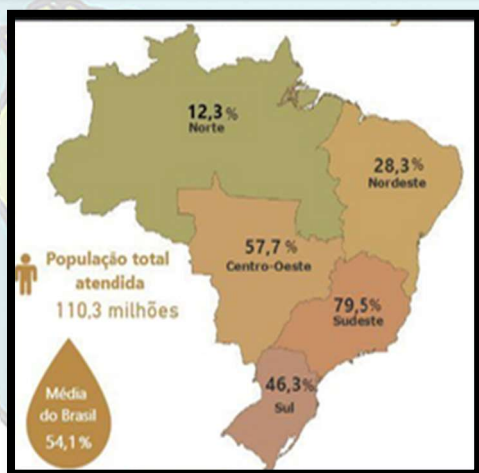 12,3%
Norte
28,3%
Nordeste
57,7 %
Centro-Oeste
População total
atendida
110,3 milhões
79,5%
Sudeste
46,3%
Sul
Média
do Brasil
54,1%